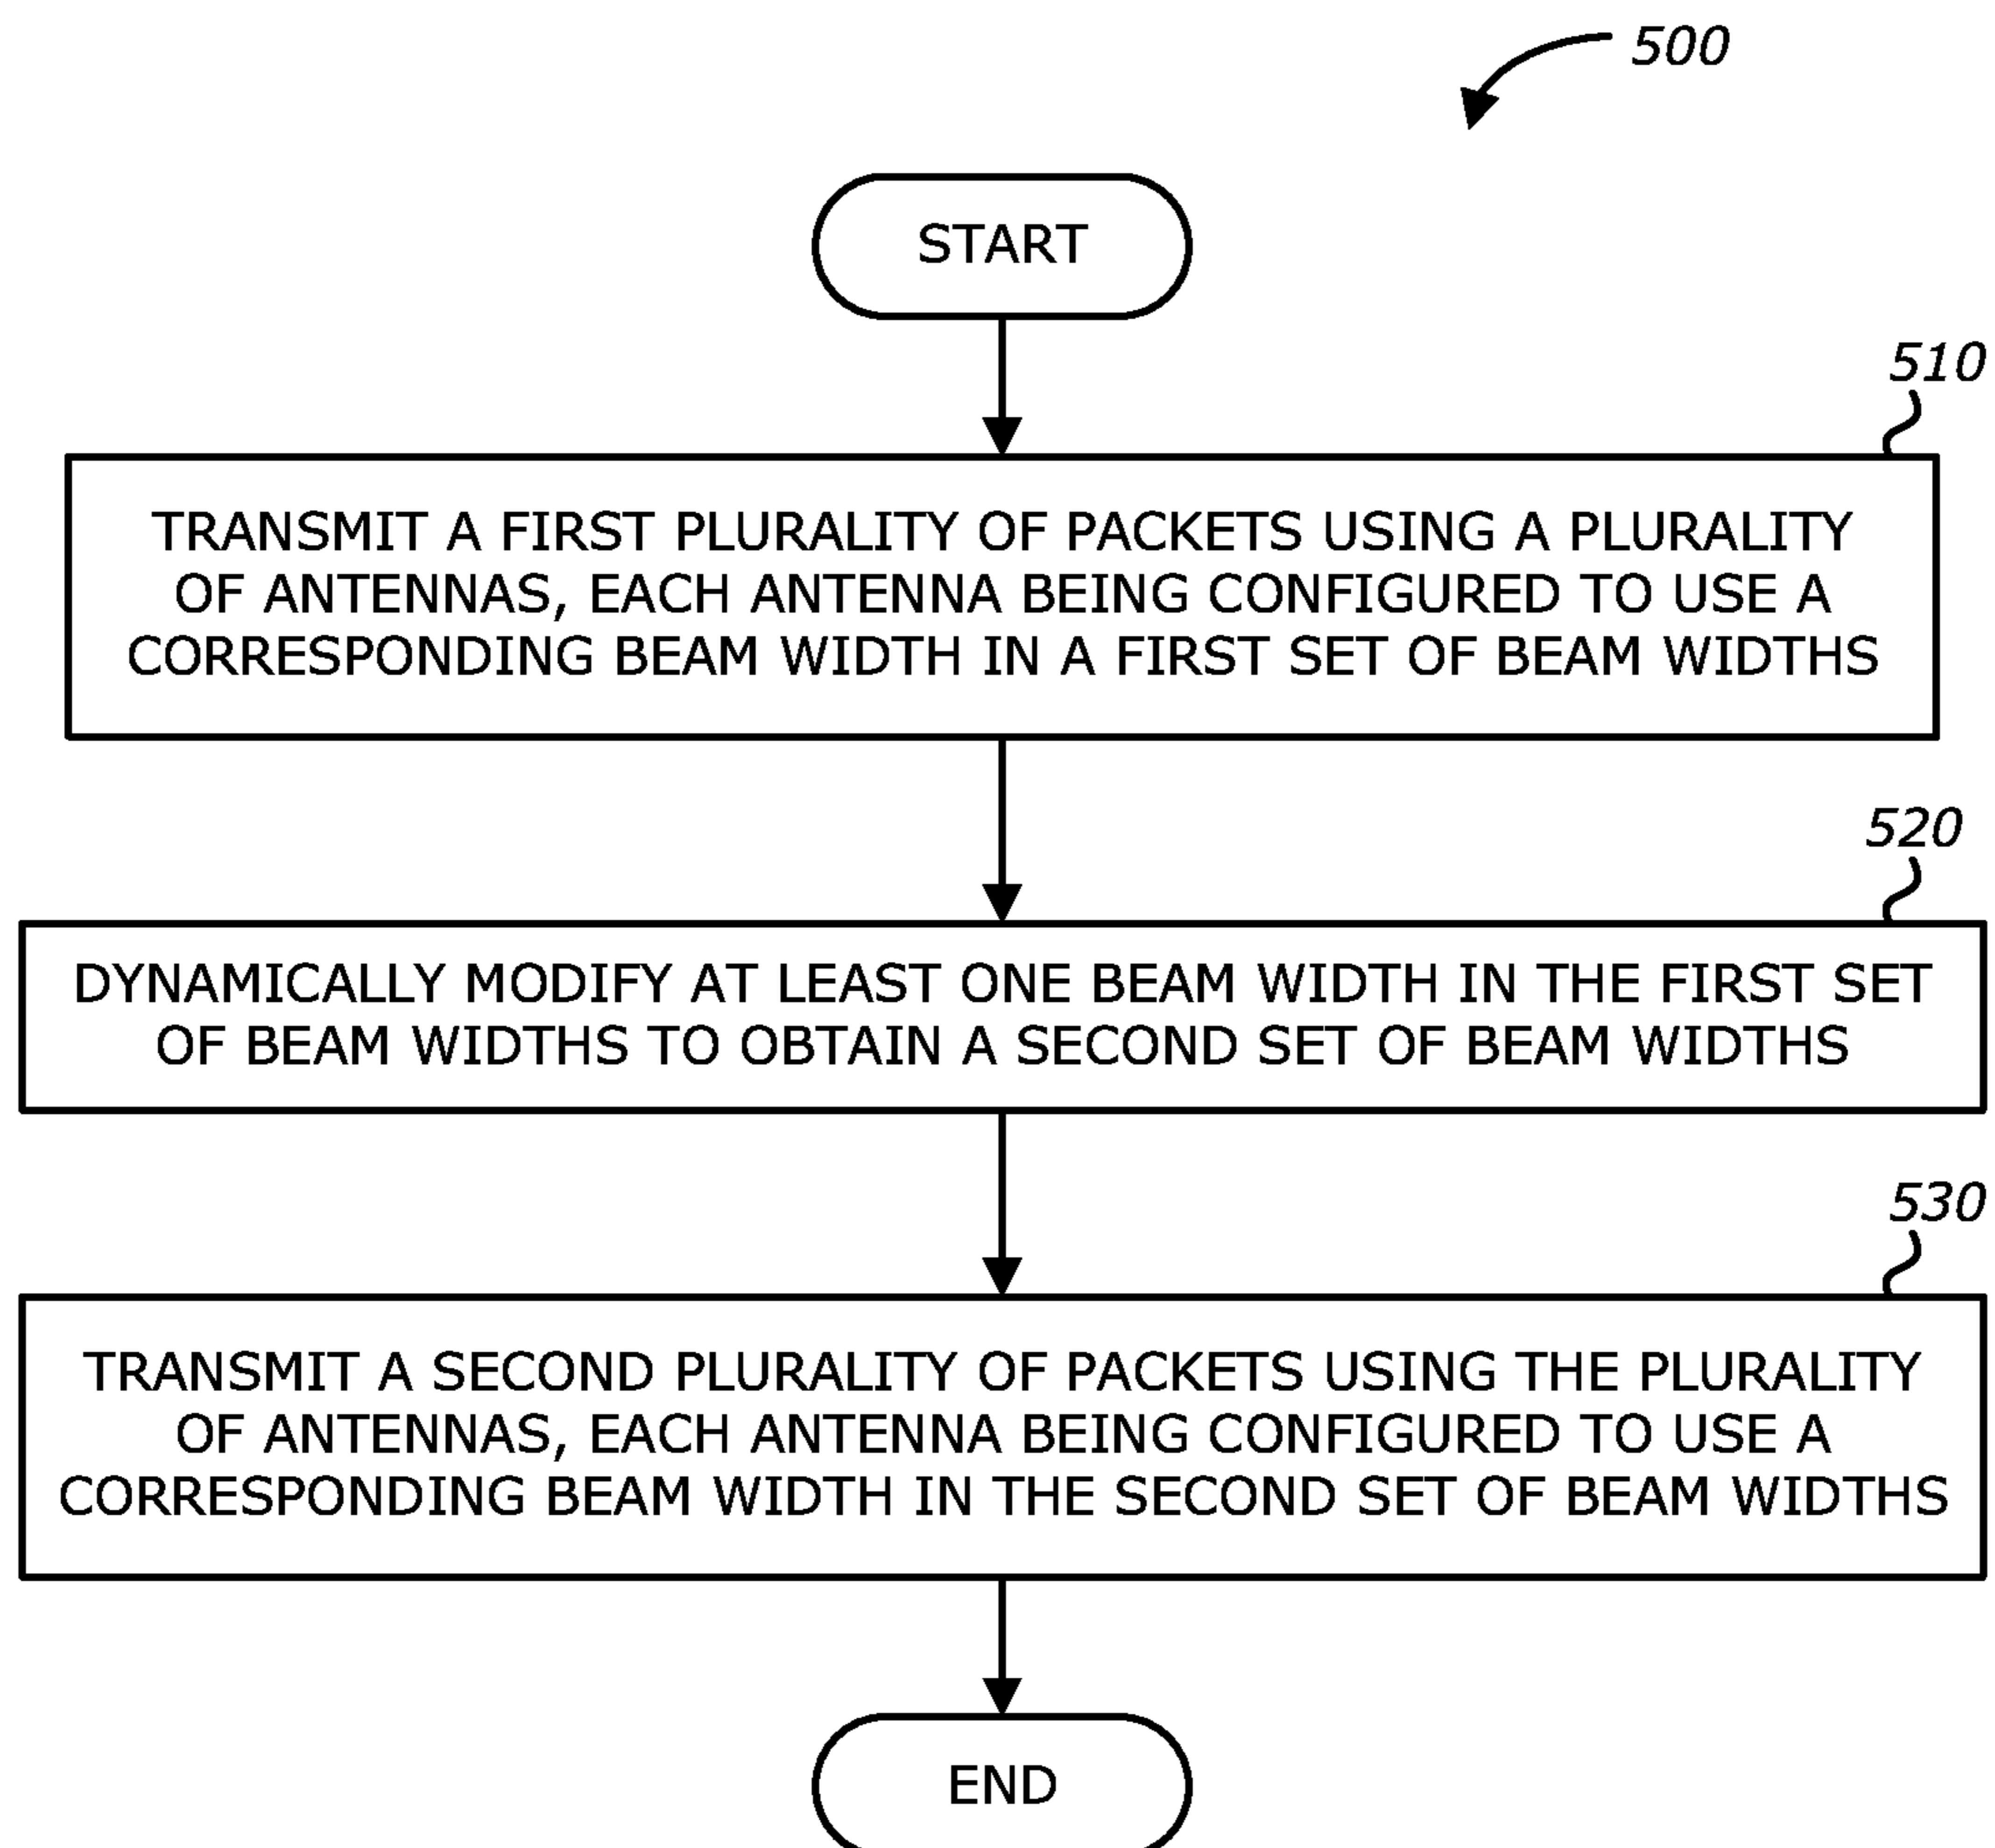 500
START
510
TRANSMIT A FIRST PLURALITY OF PACKETS USING A PLURALITY
OF ANTENNAS, EACH ANTENNA BEING CONFIGURED TO USE A
CORRESPONDING BEAM WIDTH IN A FIRST SET OF BEAM WIDTHS
520
DYNAMICALLY MODIFY AT LEAST ONE BEAM WIDTH IN THE FIRST SET
OF BEAM WIDTHS TO OBTAIN A SECOND SET OF BEAM WIDTHS
530
TRANSMIT A SECOND PLURALITY OF PACKETS USING THE PLURALITY
OF ANTENNAS, EACH ANTENNA BEING CONFIGURED TO USE A
CORRESPONDING BEAM WIDTH IN THE SECOND SET OF BEAM WIDTHS
END